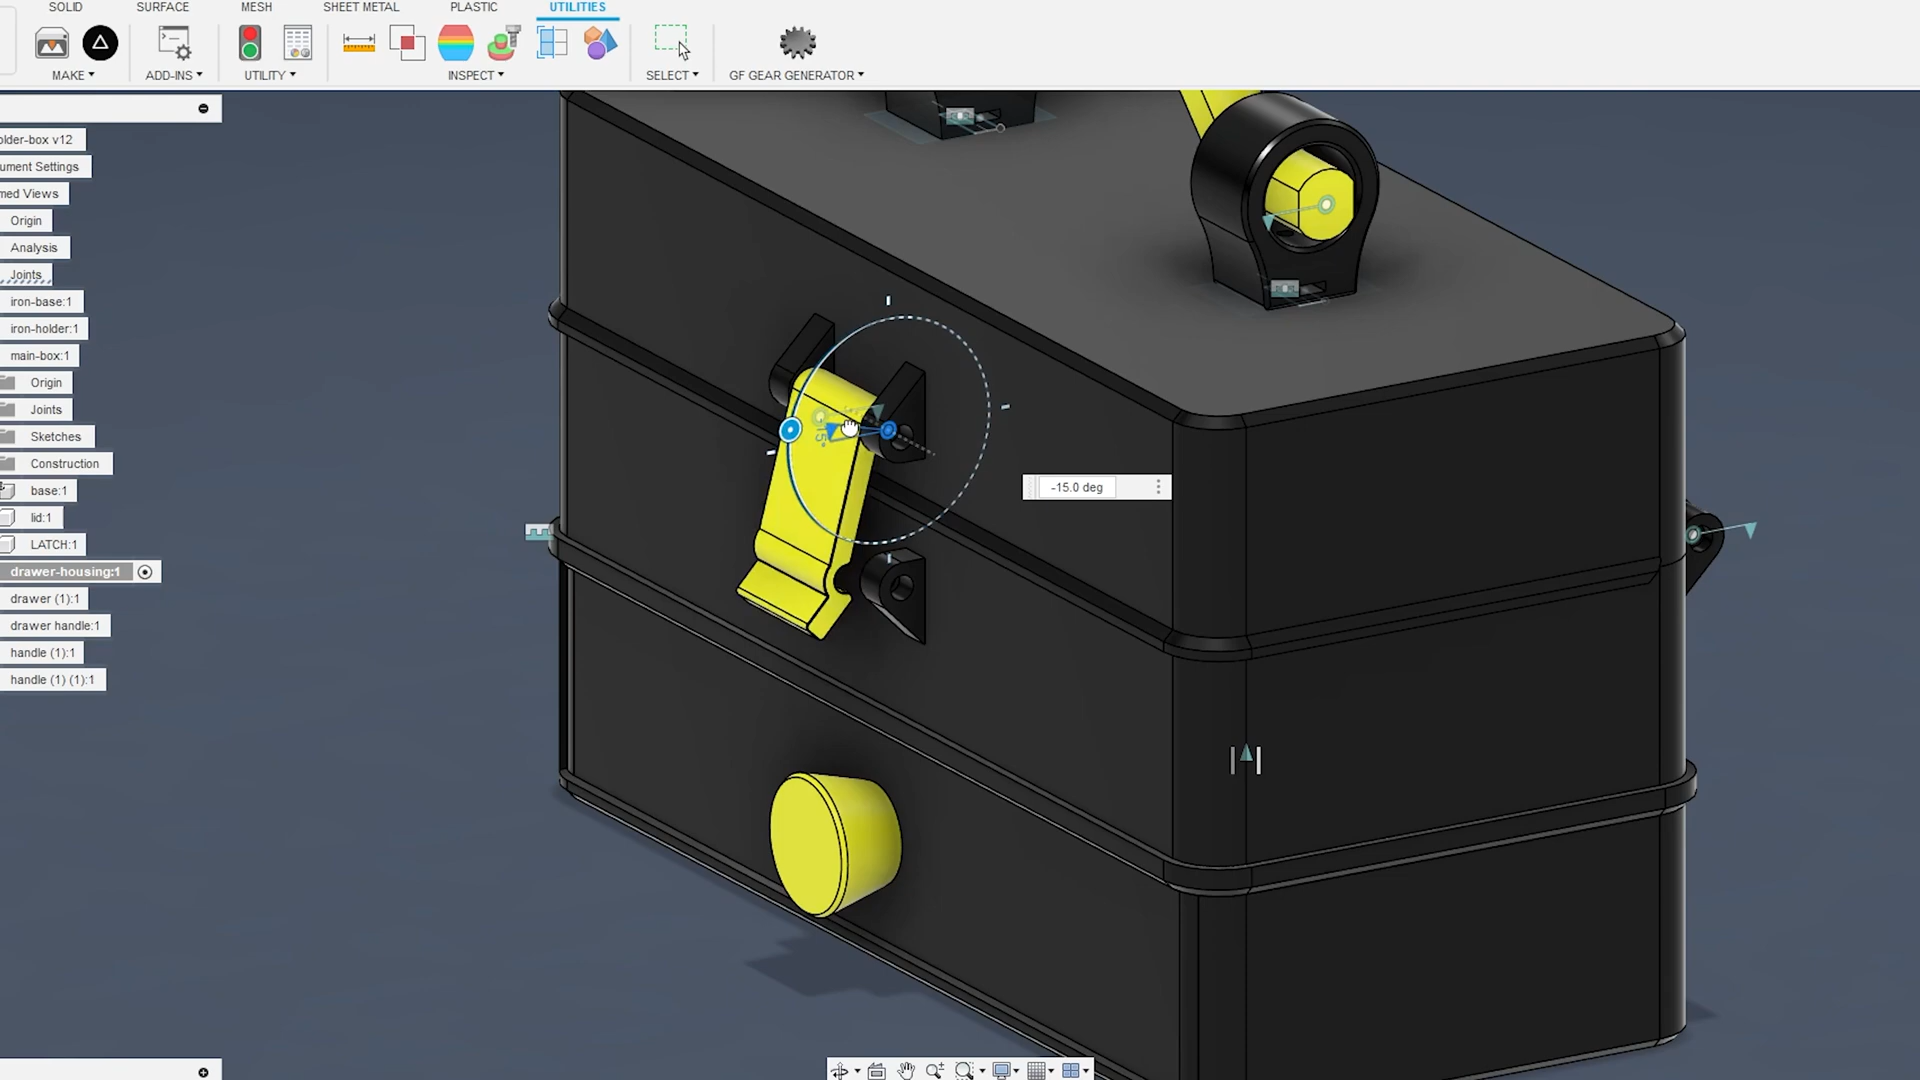 SOLID
SURFACE
MESH
SHEET METAL
PLASTIC
UTILITIES
MAKE
ADD-INS
UTILITY
INSPECT
SELECT
GF GEAR GENERATOR
older-box v12
ument Settings
med Views
Origin
Analysis
Joints
iron-base:1
iron-holder:1
main-box:1
Origin
Joints
Sketches
Construction
base:1
lid:1
LATCH:1
drawer-housing:1
drawer (1):1
drawer handle:1
handle (1):1
handle (1) (1):1
-15.0 deg